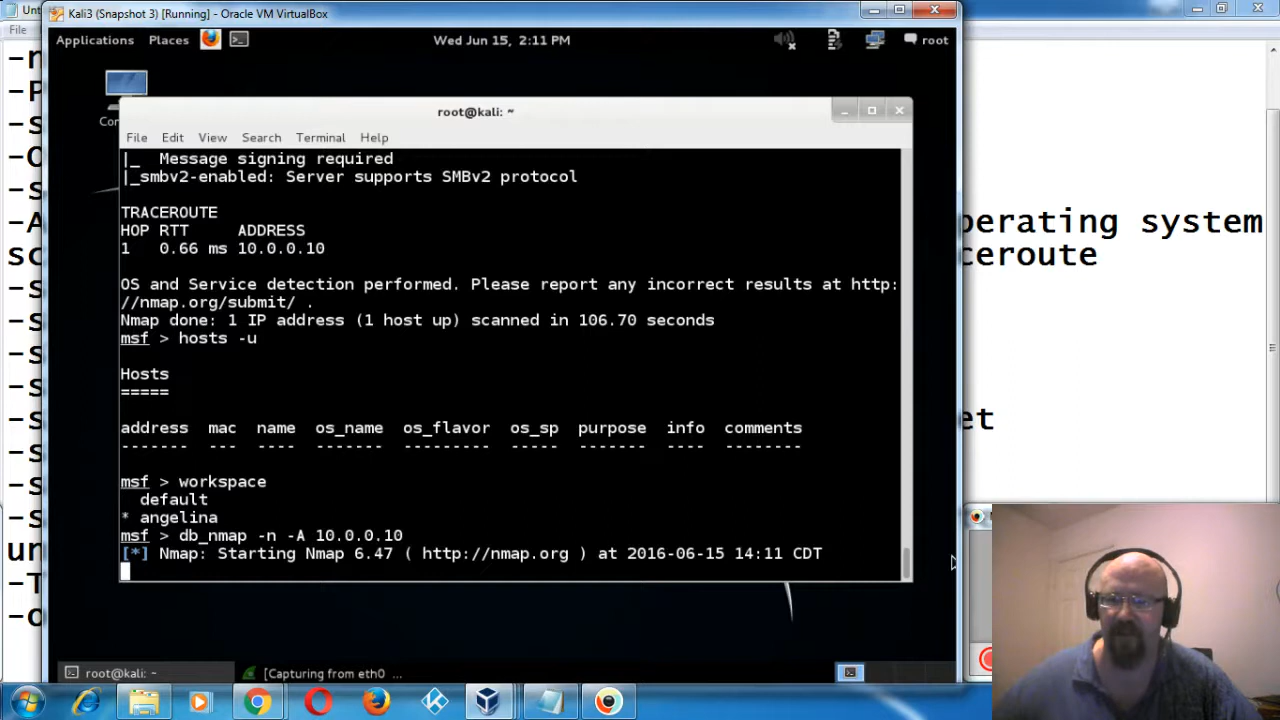 Unt
Kali3 (Snapshot 3) [Running] - Oracle VM VirtualBox
File
Applications Places Wed Jun 15, 2:11 PM root
-n
-P
-s
-O
-s
-A perating system
sc ceroute
-s
-s
-s
-s
-s et
-s
-s
-s
un
-T
-o
Com
root@kali: ~
File Edit View Search Terminal Help
|_ Message signing required
|_smbv2-enabled: Server supports SMBv2 protocol
TRACEROUTE
HOP RTT ADDRESS
1 0.66 ms 10.0.0.10
OS and Service detection performed. Please report any incorrect results at http:
//nmap.org/submit/ .
Nmap done: 1 IP address (1 host up) scanned in 106.70 seconds
msf > hosts -u
Hosts
=====
address mac name os_name os_flavor os_sp purpose info comments
------- --- ---- ------- --------- ----- ------- ---- --------
msf > workspace
default
* angelina
msf > db_nmap -n -A 10.0.0.10
[*] Nmap: Starting Nmap 6.47 ( http://nmap.org ) at 2016-06-15 14:11 CDT
root@kali: ~ [Capturing from eth0 ...